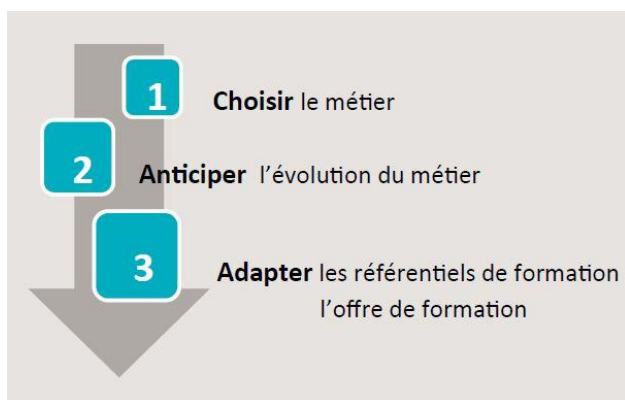 1 Choisir le métier
2 Anticiper l'évolution du métier
3 Adapter les référentiels de formation
l'offre de formation